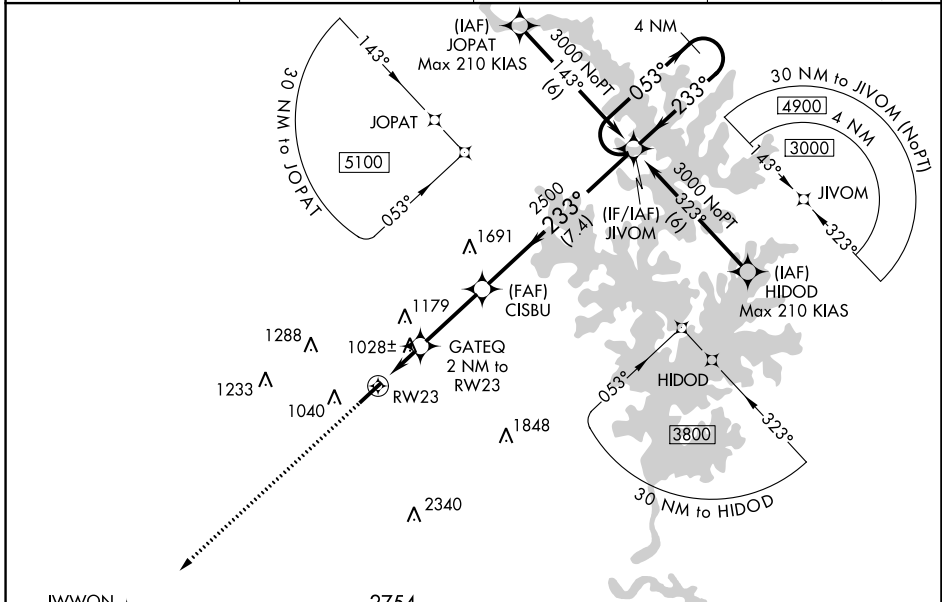 (IAF)
JOPAT
Max 210 KIAS
3000 NoPT
143°
(6)
4 NM
053°
233°
143°
JOPAT
5100
053°
30 NM to JOPAT
30 NM to JIVOM (NoPT)
4900
4 NM
3000
143°
JIVOM
323°
2500
233°
(7.4)
(IF/IAF)
JIVOM
3000 NoPT
323°
(6)
(IAF)
HIDOD
Max 210 KIAS
1691
(FAF)
CISBU
1179
1288
1028±
GATEQ
2 NM to
RW23
1233
1040
RW23
053°
HIDOD
323°
3800
30 NM to HIDOD
1848
2340
IWWON
2754